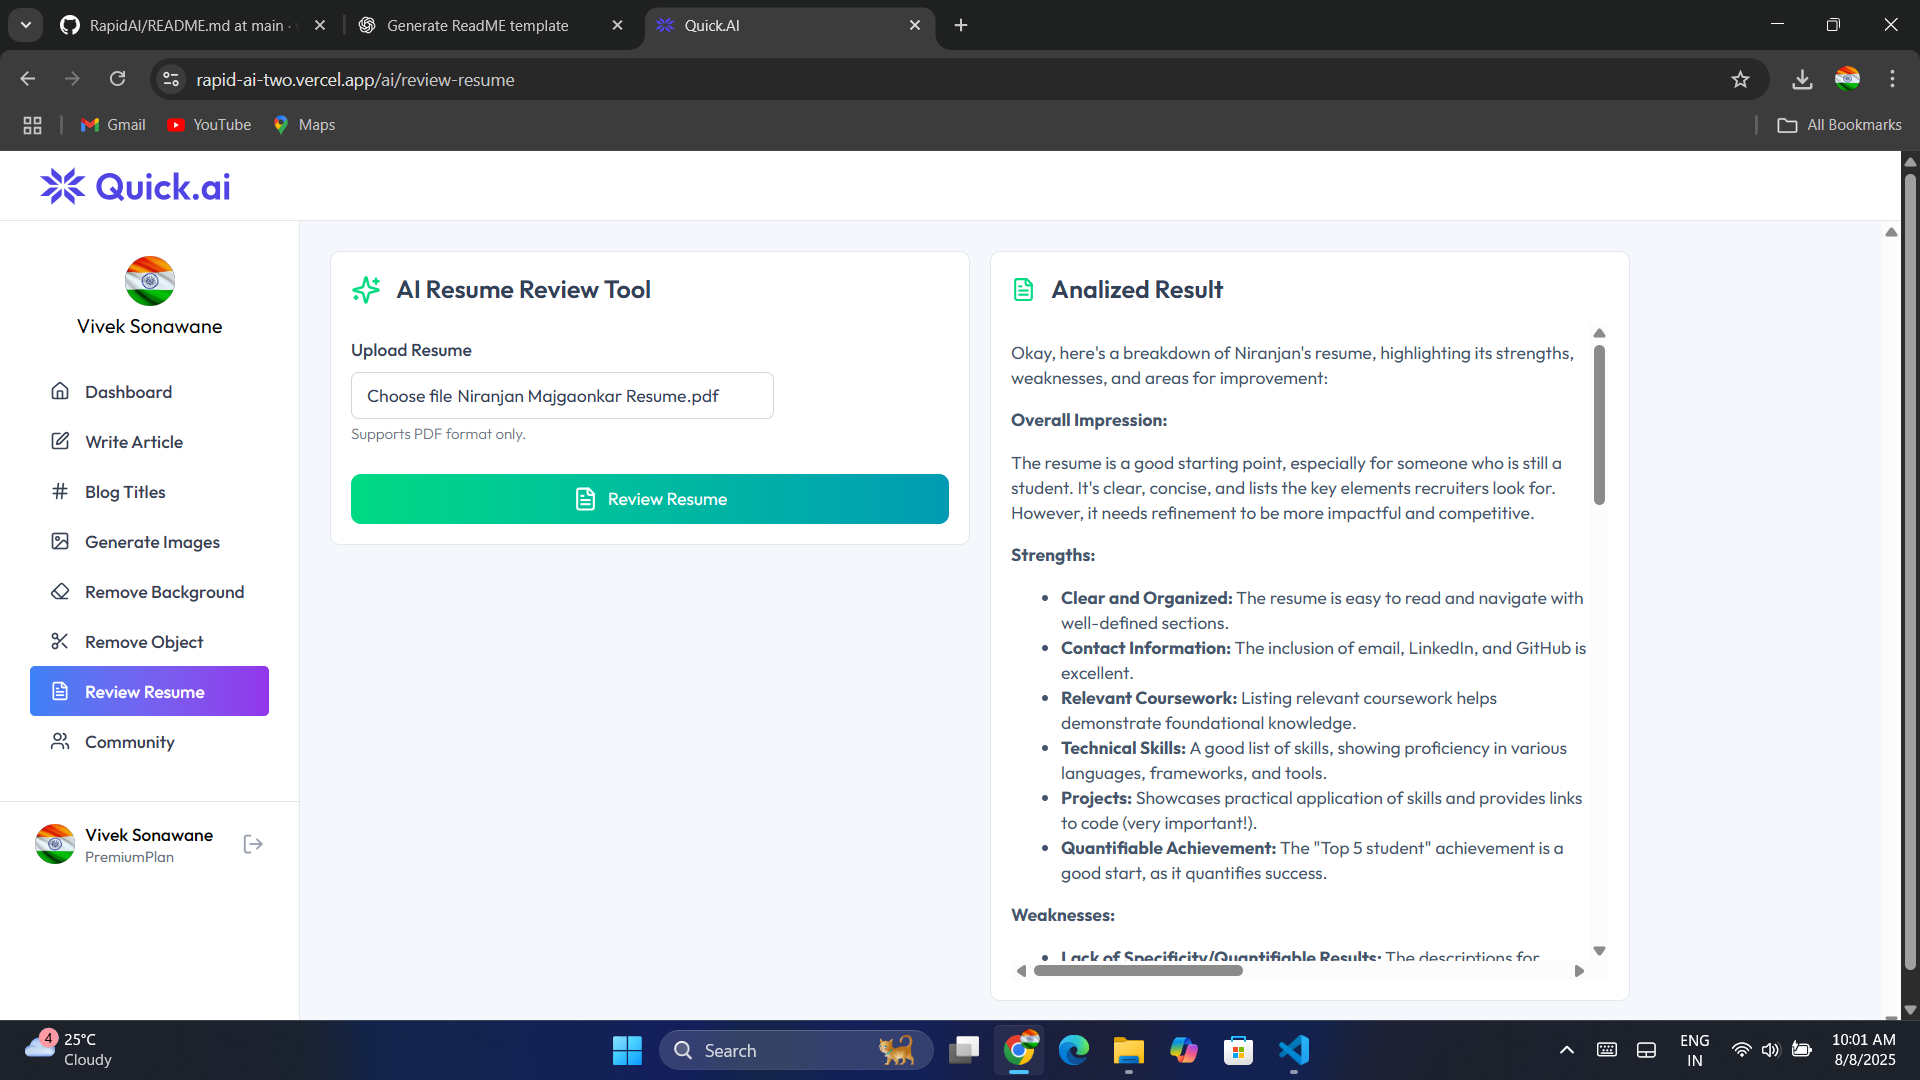 RapidAI/README.md at main ·
Generate ReadME template
Quick.AI
rapid-ai-two.vercel.app/ai/review-resume
Gmail
YouTube
Maps
All Bookmarks
Quick.ai
Vivek Sonawane
Dashboard
Write Article
Blog Titles
Generate Images
Remove Background
Remove Object
Review Resume
Community
Vivek Sonawane
PremiumPlan
AI Resume Review Tool
Upload Resume
Choose file Niranjan Majgaonkar Resume.pdf
Supports PDF format only.
Review Resume
Analized Result
Okay, here's a breakdown of Niranjan's resume, highlighting its strengths,
weaknesses, and areas for improvement:
Overall Impression:
The resume is a good starting point, especially for someone who is still a
student. It's clear, concise, and lists the key elements recruiters look for.
However, it needs refinement to be more impactful and competitive.
Strengths:
• Clear and Organized: The resume is easy to read and navigate with
well-defined sections.
• Contact Information: The inclusion of email, LinkedIn, and GitHub is
excellent.
• Relevant Coursework: Listing relevant coursework helps
demonstrate foundational knowledge.
• Technical Skills: A good list of skills, showing proficiency in various
languages, frameworks, and tools.
• Projects: Showcases practical application of skills and provides links
to code (very important!).
• Quantifiable Achievement: The "Top 5 student" achievement is a
good start, as it quantifies success.
Weaknesses:
• Lack of Specificity/Quantifiable Results: The descriptions for
4
25°C
Cloudy
Search
ENG
IN
10:01 AM
8/8/2025